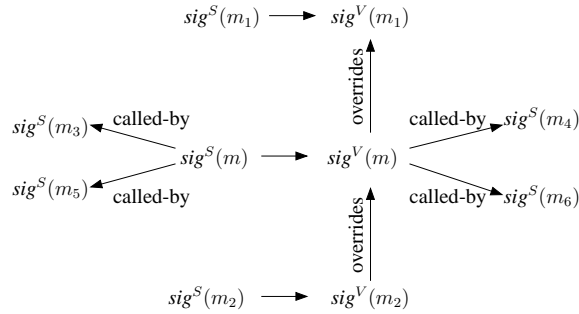 sig^S(m_1) sig^V(m_1)
overrides
sig^S(m_3) called-by called-by sig^S(m_4)
sig^S(m) sig^V(m)
sig^S(m_5) called-by called-by sig^S(m_6)
overrides
sig^S(m_2) sig^V(m_2)